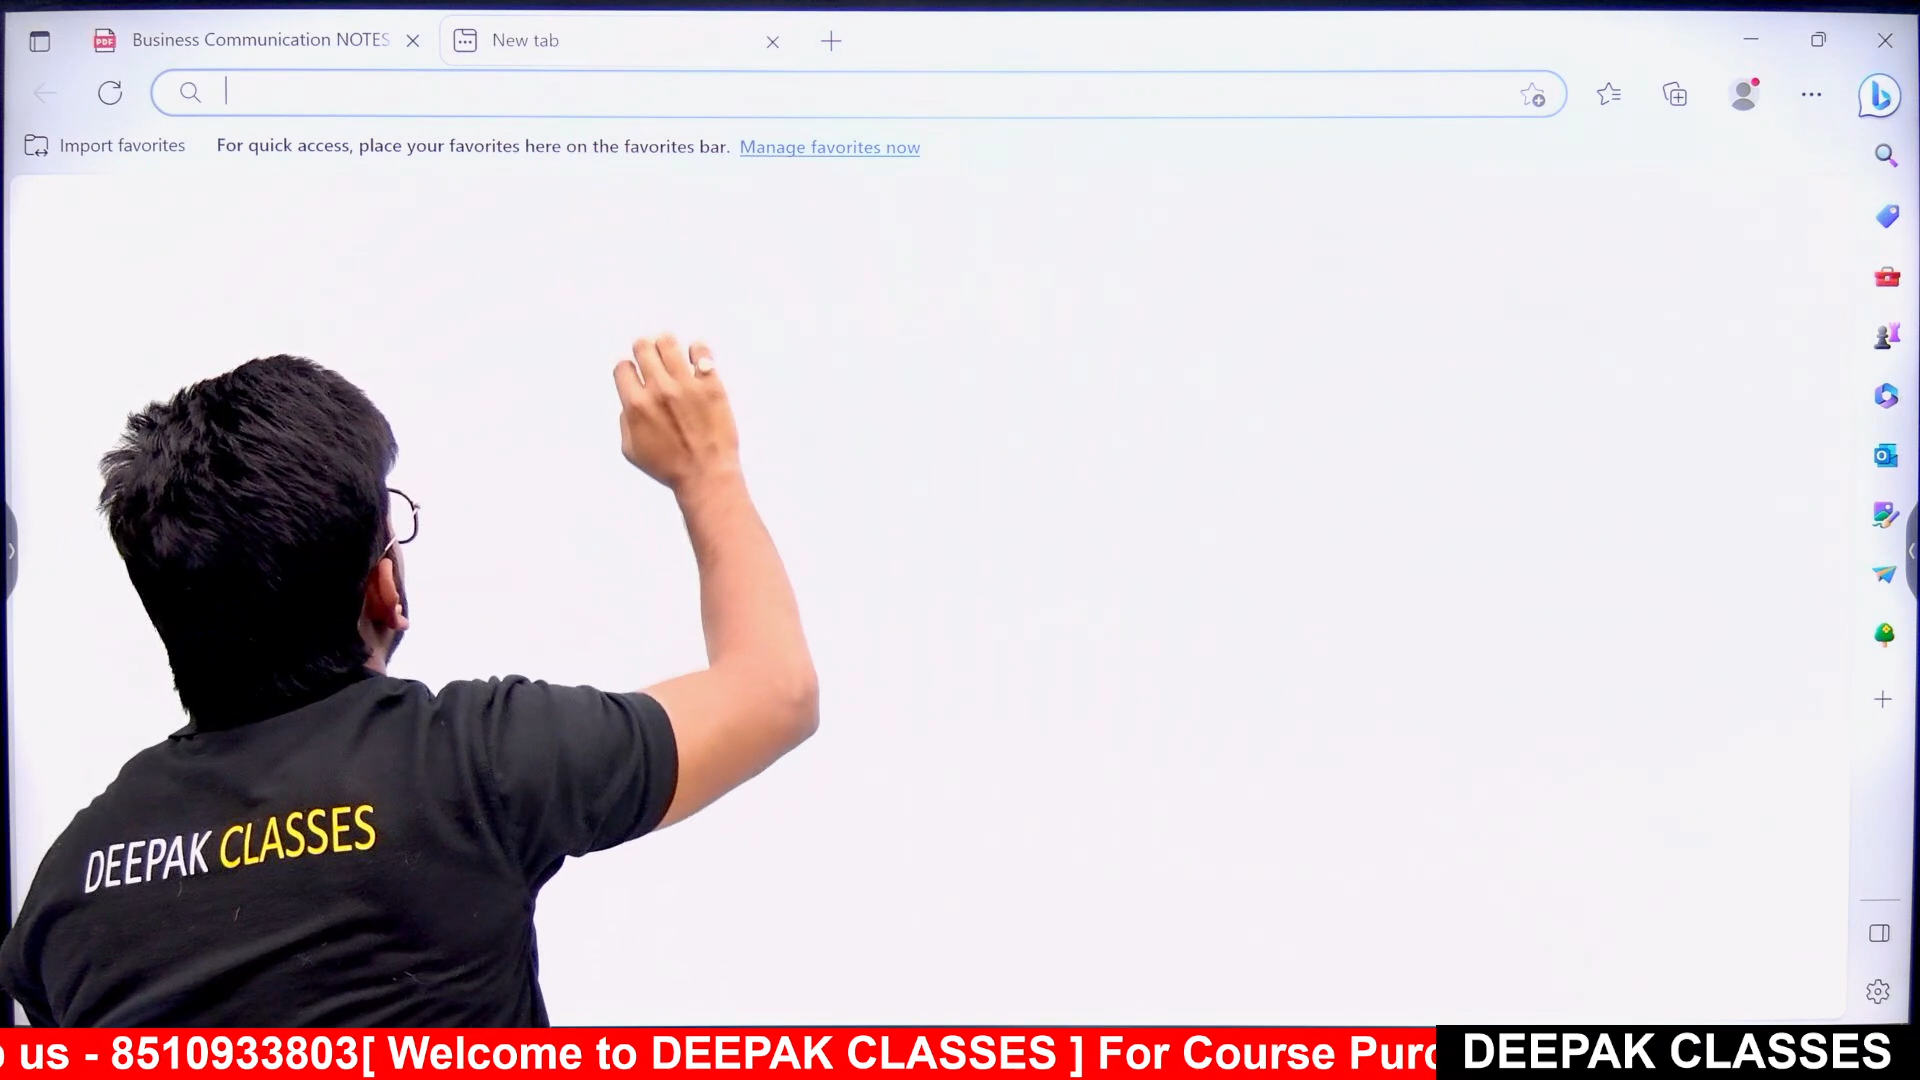 Business Communication NOTES
New tab
Import favorites
For quick access, place your favorites here on the favorites bar. Manage favorites now
DEEPAK CLASSES
us - 8510933803[ Welcome to DEEPAK CLASSES ] For Course
DEEPAK CLASSES